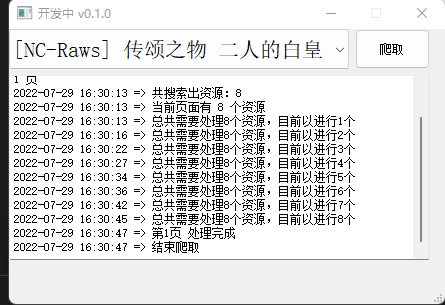 开发中 v0.1.0
[NC-Raws] 传颂之物 二人的白皇
爬取
1 页
2022-07-29 16:30:13 => 共搜索出资源：8
2022-07-29 16:30:13 => 当前页面有 8 个资源
2022-07-29 16:30:13 => 总共需要处理8个资源，目前以进行1个
2022-07-29 16:30:16 => 总共需要处理8个资源，目前以进行2个
2022-07-29 16:30:22 => 总共需要处理8个资源，目前以进行3个
2022-07-29 16:30:27 => 总共需要处理8个资源，目前以进行4个
2022-07-29 16:30:34 => 总共需要处理8个资源，目前以进行5个
2022-07-29 16:30:36 => 总共需要处理8个资源，目前以进行6个
2022-07-29 16:30:42 => 总共需要处理8个资源，目前以进行7个
2022-07-29 16:30:45 => 总共需要处理8个资源，目前以进行8个
2022-07-29 16:30:47 => 第1页 处理完成
2022-07-29 16:30:47 => 结束爬取